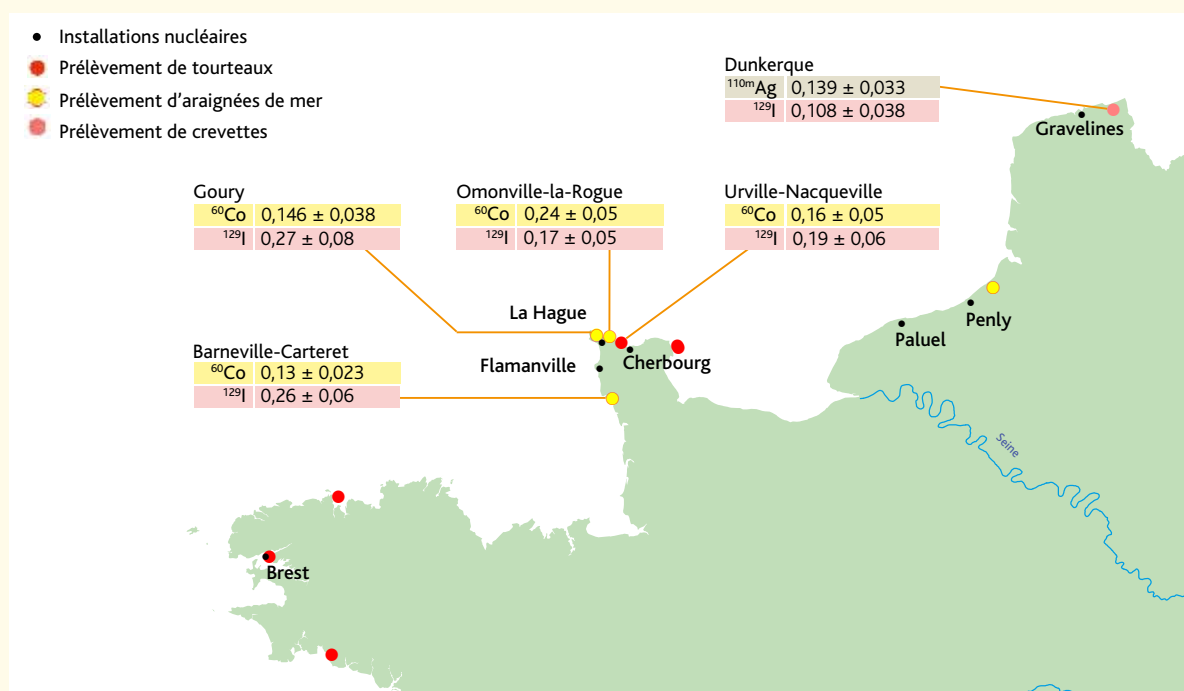 Installations nucléaires
Prélèvement de tourteaux
Prélèvement d'araignées de mer
Prélèvement de crevettes
Dunkerque
110mAg 0,139 ± 0,033
129I 0,108 ± 0,038
Gravelines
Goury
60Co 0,146 ± 0,038
129I 0,27 ± 0,08
Omonville-la-Rogue
60Co 0,24 ± 0,05
129I 0,17 ± 0,05
Urville-Nacqueville
60Co 0,16 ± 0,05
129I 0,19 ± 0,06
La Hague
Penly
Paluel
Barneville-Carteret
60Co 0,13 ± 0,023
129I 0,26 ± 0,06
Flamanville
Cherbourg
Seine
Brest